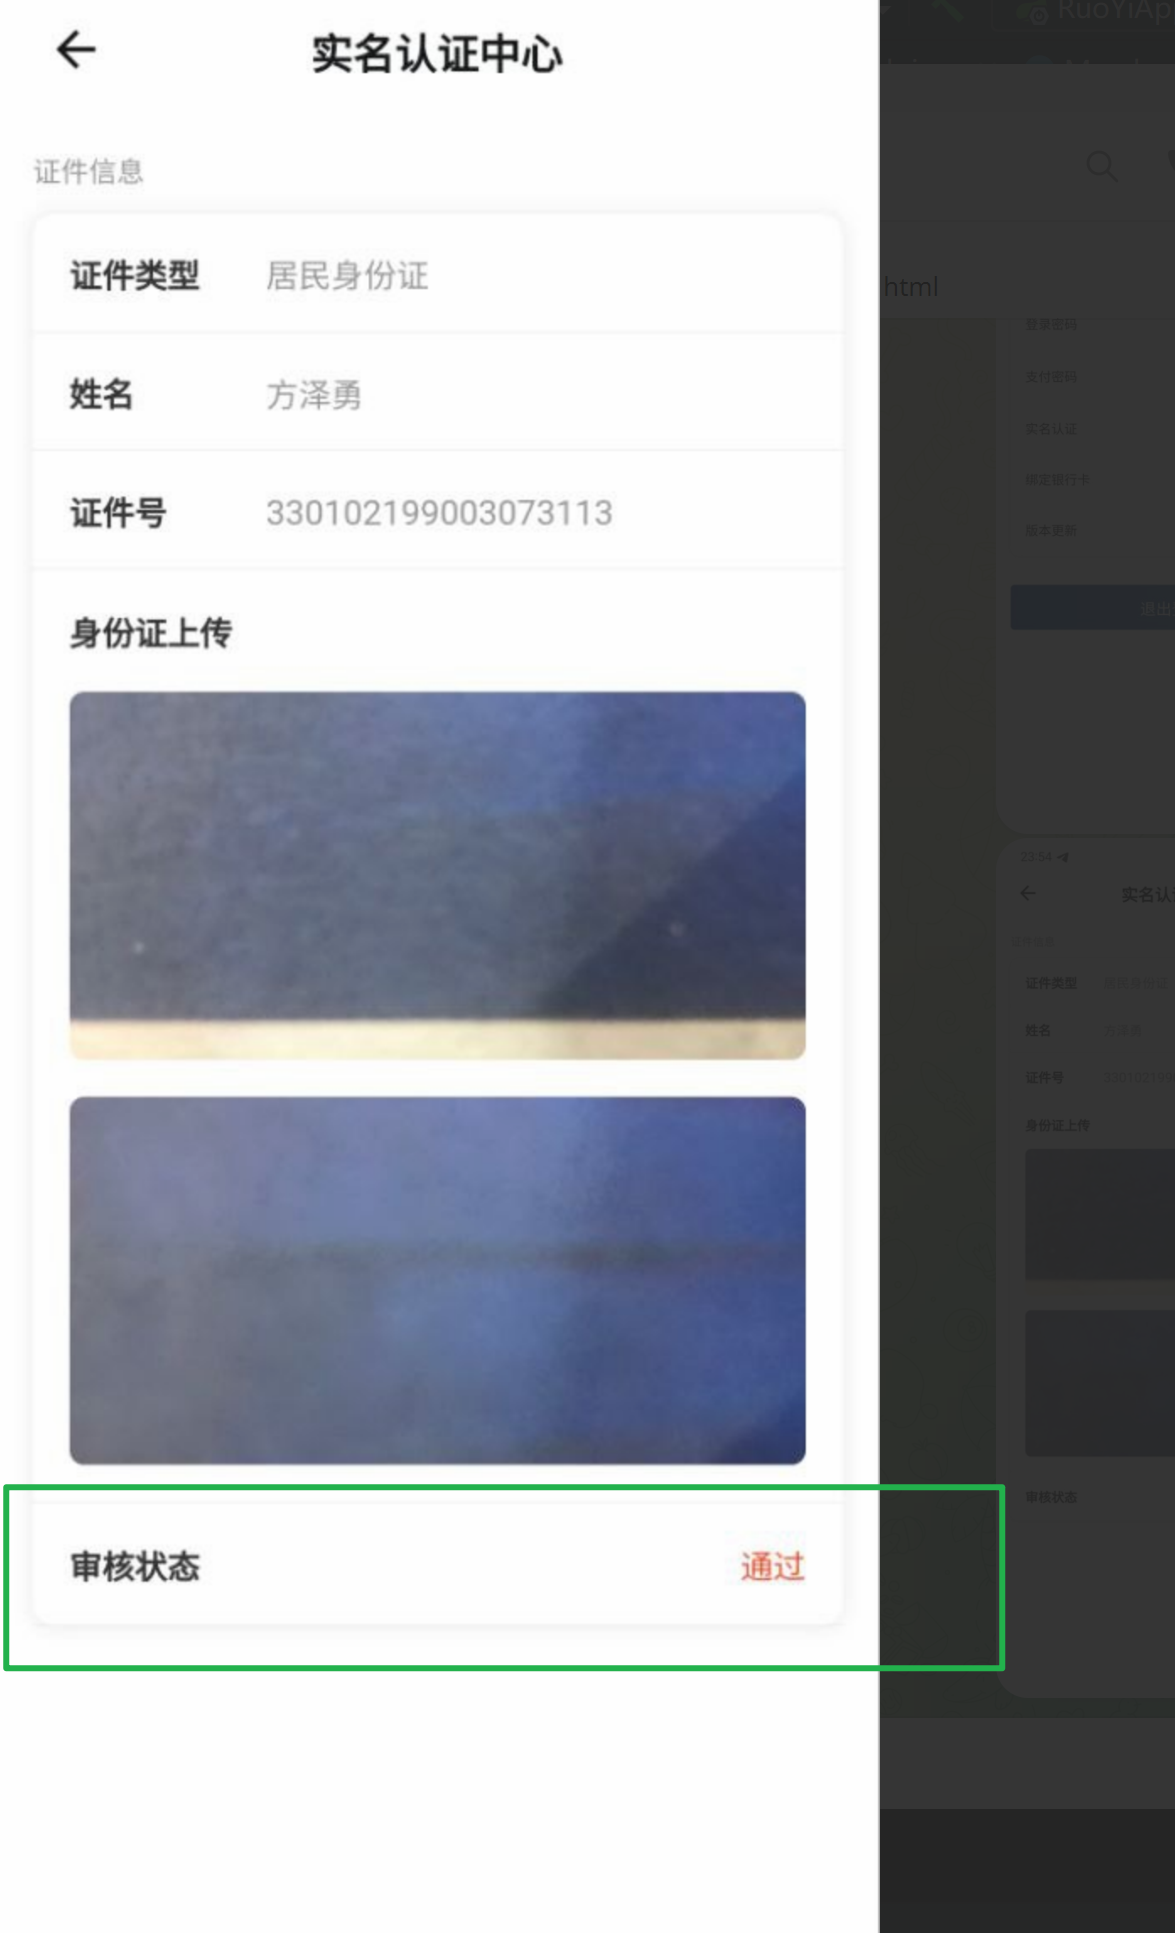 实名认证中心
证件信息
证件类型 居民身份证
姓名 方泽勇
证件号 330102199003073113
身份证上传
审核状态 通过
RuoYiAp
html
登录密码
支付密码
实名认证
绑定银行卡
版本更新
退出
23:54
实名认
证件信息
证件类型 居民身份证
姓名 方泽勇
证件号
身份证上传
审核状态